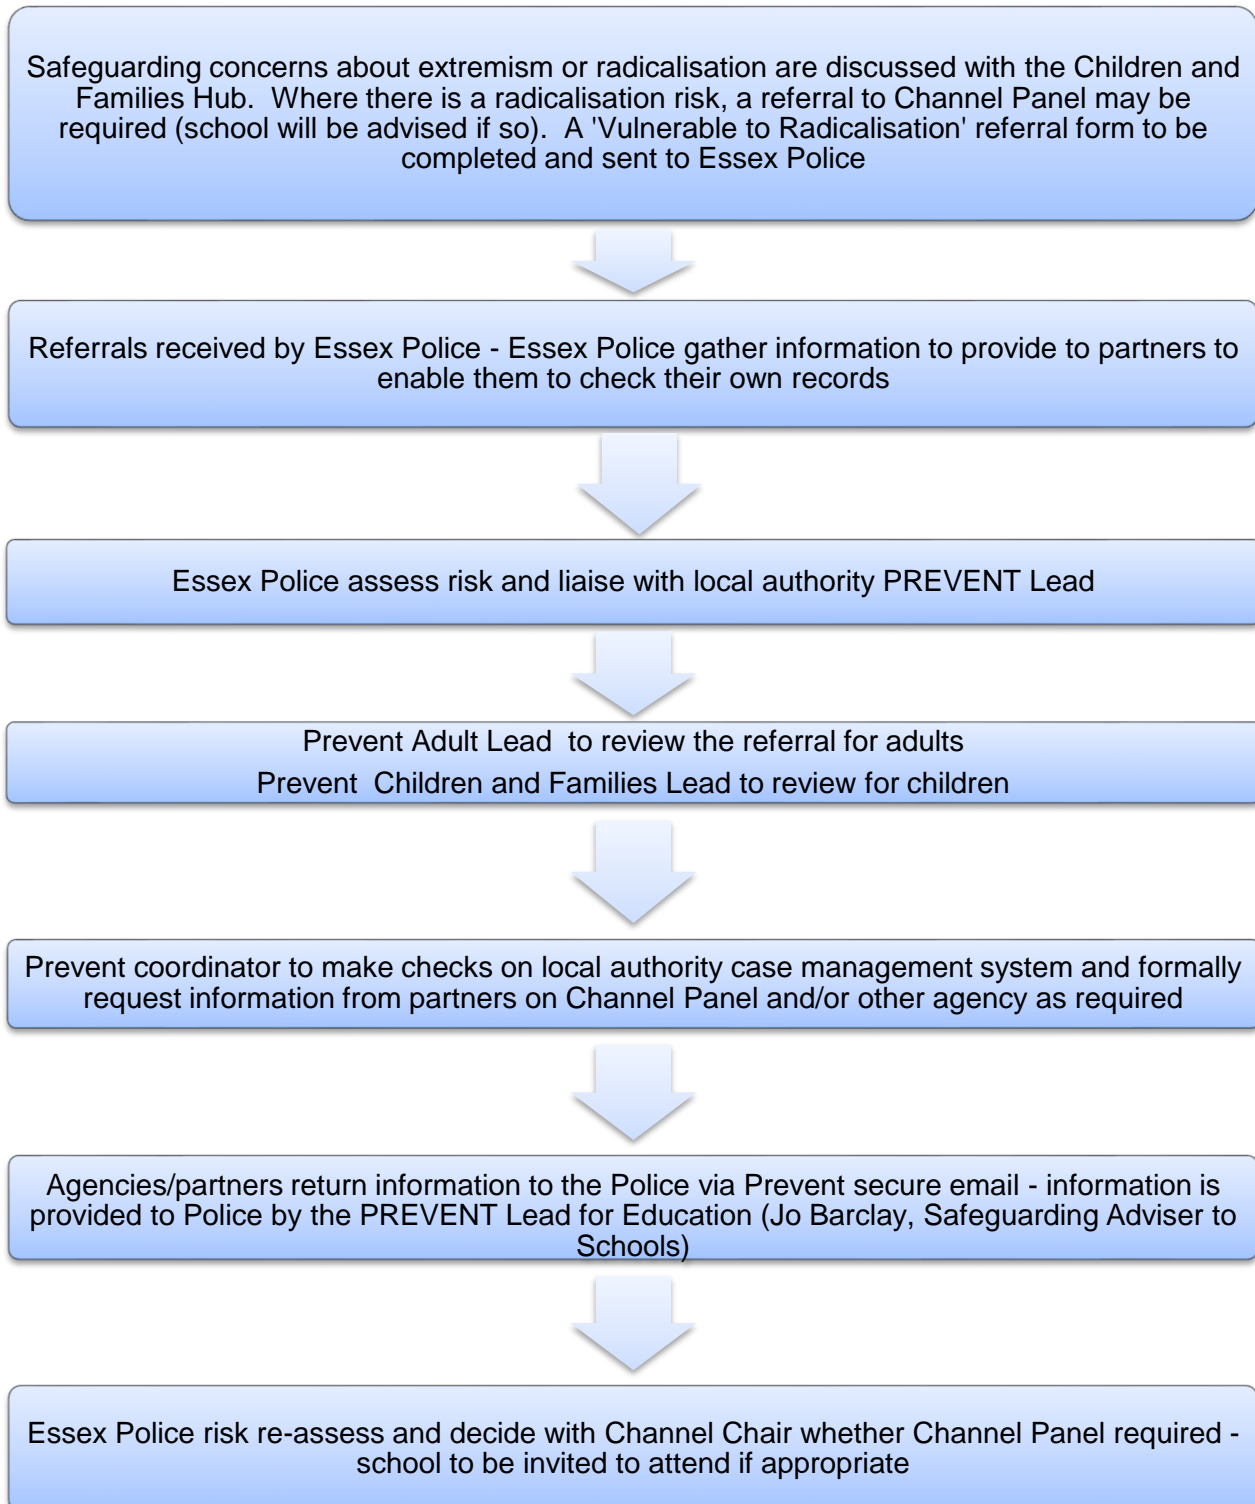 Safeguarding concerns about extremism or radicalisation are discussed with the Children and
Families Hub.  Where there is a radicalisation risk, a referral to Channel Panel may be
required (school will be advised if so).  A 'Vulnerable to Radicalisation' referral form to be
completed and sent to Essex Police
Referrals received by Essex Police - Essex Police gather information to provide to partners to
enable them to check their own records
Essex Police assess risk and liaise with local authority PREVENT Lead
Prevent Adult Lead  to review the referral for adults
Prevent  Children and Families Lead to review for children
Prevent coordinator to make checks on local authority case management system and formally
request information from partners on Channel Panel and/or other agency as required
Agencies/partners return information to the Police via Prevent secure email - information is
provided to Police by the PREVENT Lead for Education (Jo Barclay, Safeguarding Adviser to
Schools)
Essex Police risk re-assess and decide with Channel Chair whether Channel Panel required -
school to be invited to attend if appropriate